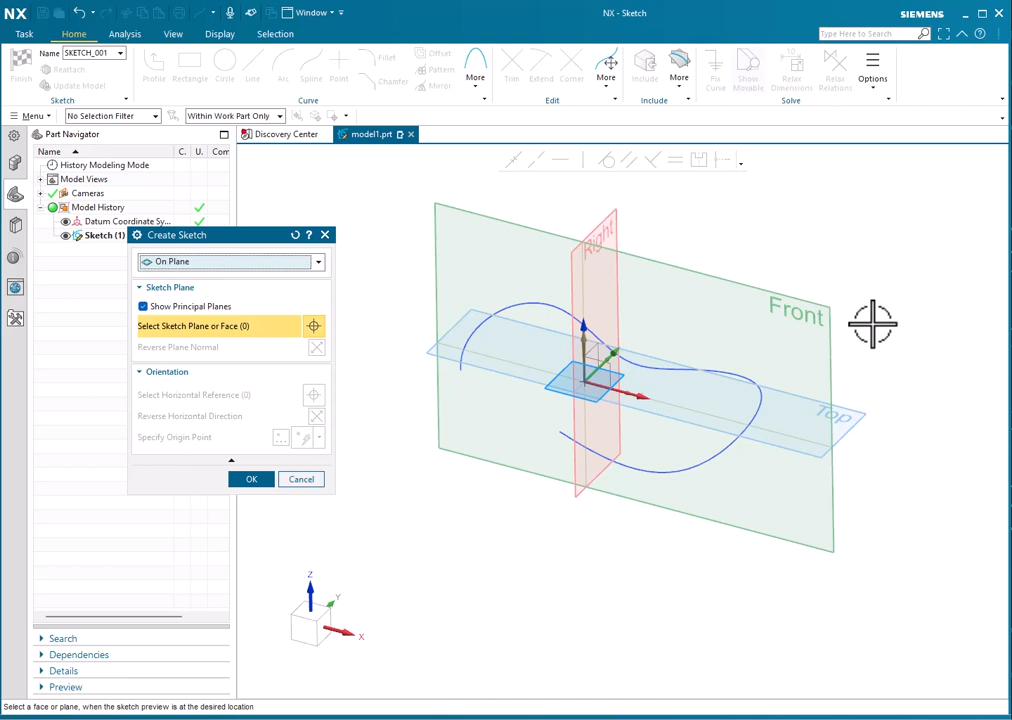 NX
Window
NX - Sketch
SIEMENS
Task
Home
Analysis
View
Display
Selection
Type Here to Search
Finish
Name SKETCH_001
Reattach
Update Model
Sketch
Profile
Rectangle
Circle
Line
Arc
Spline
Point
Fillet
Chamfer
Offset
Pattern
Mirror
More
Curve
Trim
Extend
Corner
More
Edit
Include
More
Include
Fix
Curve
Show
Movable
Relax
Dimensions
Relax
Relations
Solve
Options
Menu
No Selection Filter
Within Work Part Only
Part Navigator
Discovery Center
model1.prt
Name
C.
U.
Com
History Modeling Mode
Model Views
Cameras
Model History
Datum Coordinate Sy...
Sketch (1)
Create Sketch
On Plane
Sketch Plane
Show Principal Planes
Select Sketch Plane or Face (0)
Reverse Plane Normal
Orientation
Select Horizontal Reference (0)
Reverse Horizontal Direction
Specify Origin Point
OK
Cancel
Right
Front
Top
Z
Y
X
Search
Dependencies
Details
Preview
Select a face or plane, when the sketch preview is at the desired location